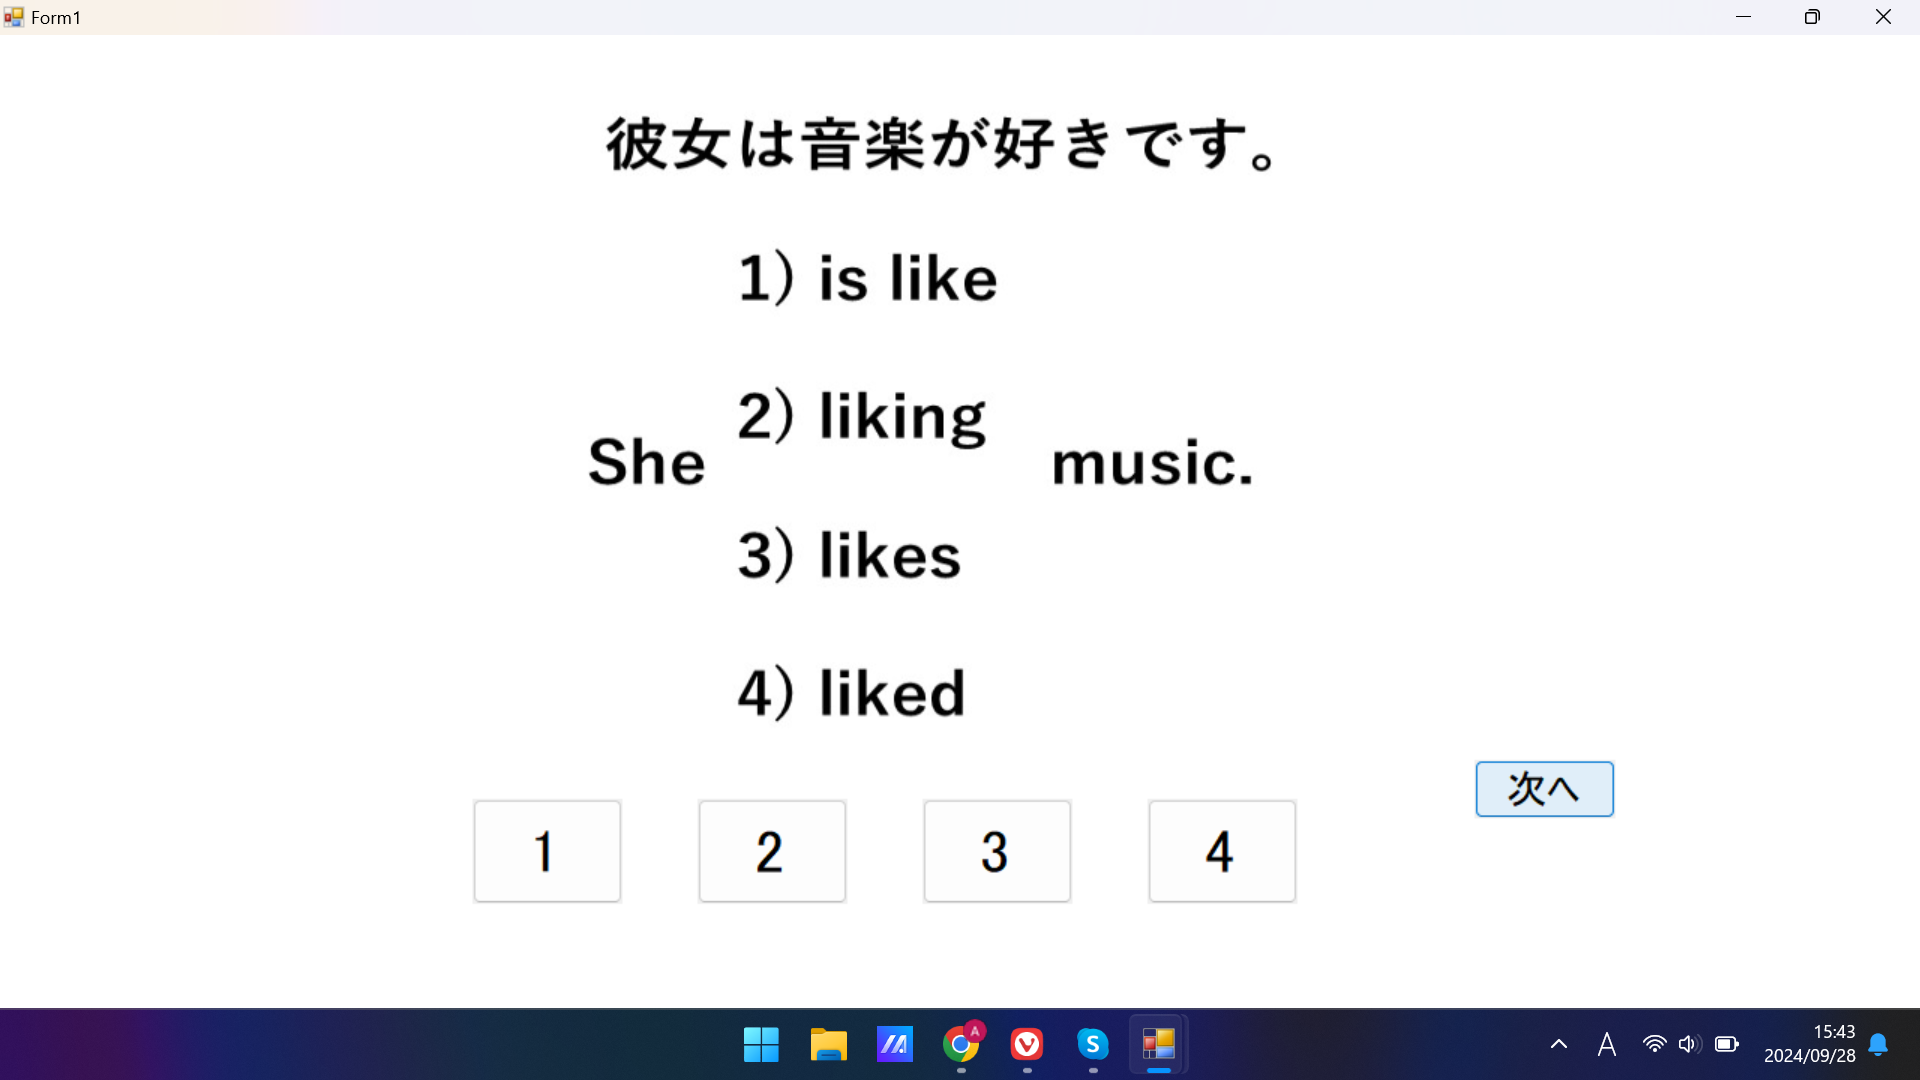 Form1
彼女は音楽が好きです。
1) is like
2) liking
She music.
3) likes
4) liked
次へ
1 2 3 4
A
S
A
15:43
2024/09/28